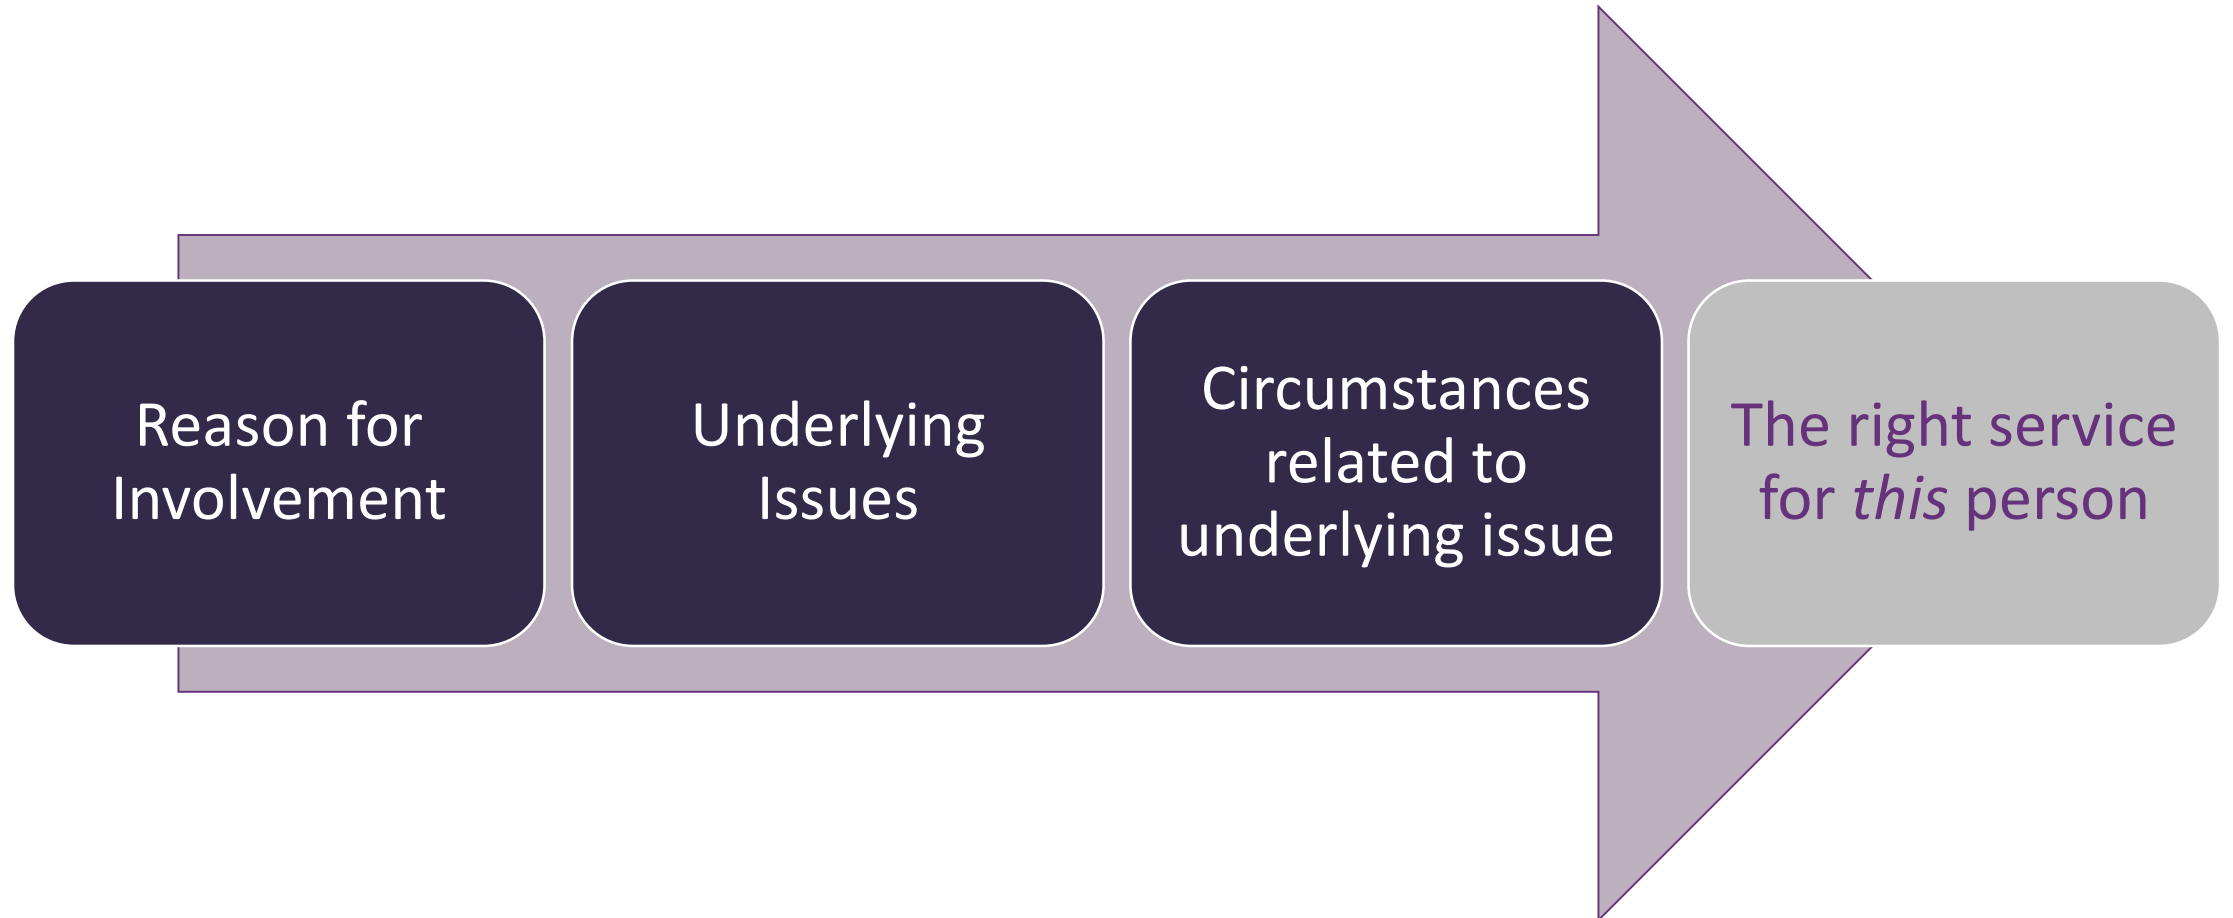 Reason for
Involvement
Underlying
Issues
Circumstances
related to
underlying issue
The right service
for this person